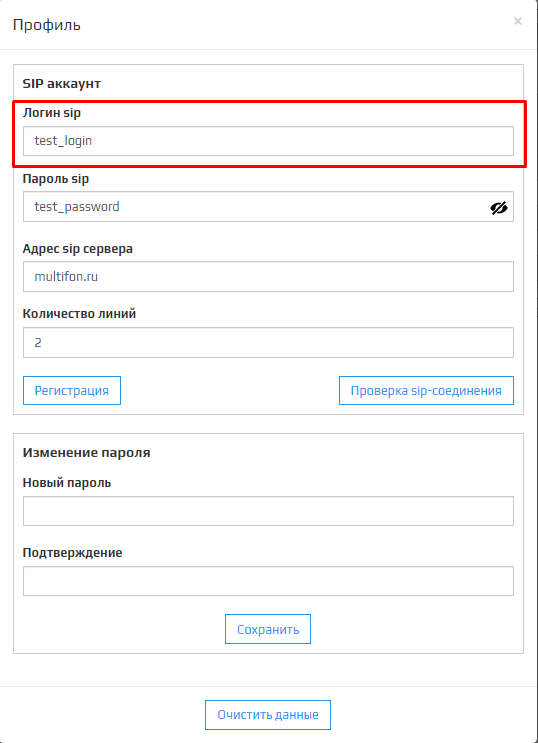 Профиль
×
SIP аккаунт
Логин sip
test_login
Пароль sip
test_password
Адрес sip сервера
multifon.ru
Количество линий
2
Регистрация
Проверка sip-соединения
Изменение пароля
Новый пароль
Подтверждение
Сохранить
Очистить данные